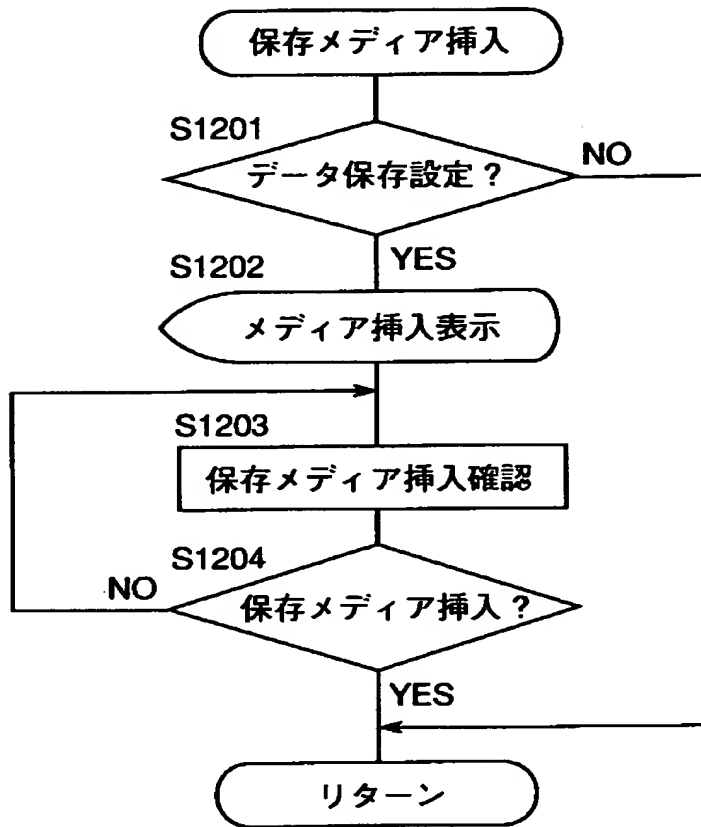 保存メディア挿入
S1201
データ保存設定？
NO
YES
S1202
メディア挿入表示
S1203
保存メディア挿入確認
S1204
NO
保存メディア挿入？
YES
リターン